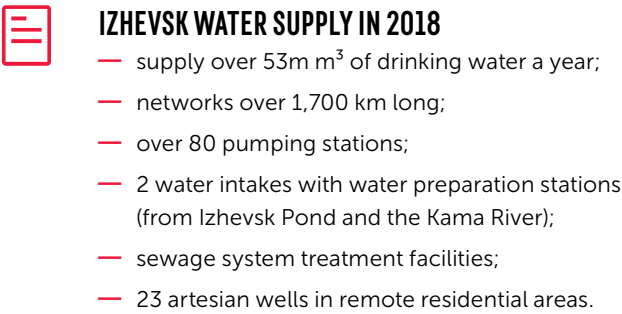 IZHEVSK WATER SUPPLY IN 2018
— supply over 53m m³ of drinking water a year;
— networks over 1,700 km long;
— over 80 pumping stations;
— 2 water intakes with water preparation stations
(from Izhevsk Pond and the Kama River);
— sewage system treatment facilities;
— 23 artesian wells in remote residential areas.